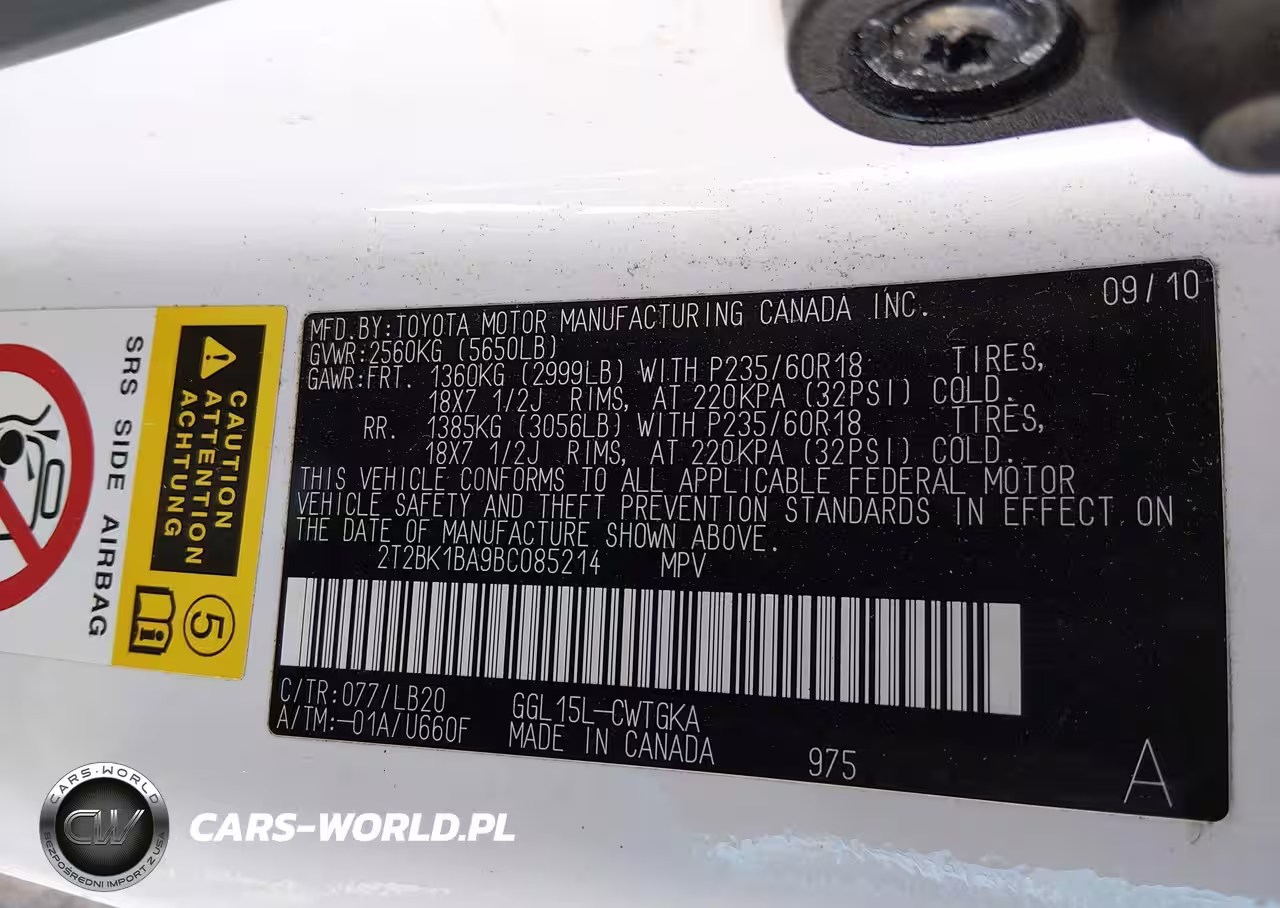 09/10
MFD.BY:TOYOTA MOTOR MANUFACTURING CANADA INC.
GVWR:2560KG (5650LB)
GAWR:FRT. 1360KG (2999LB) WITH P235/60R18 TIRES,
18X7 1/2J RIMS, AT 220KPA (32PSI) COLD.
RR. 1385KG (3056LB) WITH P235/60R18 TIRES,
18X7 1/2J RIMS, AT 220KPA (32PSI) COLD.
THIS VEHICLE CONFORMS TO ALL APPLICABLE FEDERAL MOTOR
VEHICLE SAFETY AND THEFT PREVENTION STANDARDS IN EFFECT ON
THE DATE OF MANUFACTURE SHOWN ABOVE.
2T2BK1BA9BC085214 MPV
C/TR:077/LB20 GGL15L-CWTGKA
A/TM:-01A/U660F MADE IN CANADA 975 A
CAUTION
ATTENTION
ACHTUNG
5
SRS SIDE AIRBAG
CARS-WORLD
CW
BEZPOŚREDNI IMPORT Z USA
CARS-WORLD.PL